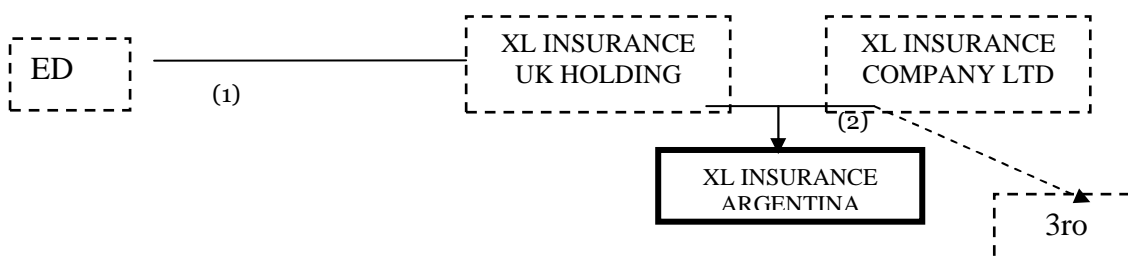 ED
XL INSURANCE
UK HOLDING
XL INSURANCE
COMPANY LTD
(1)
(2)
XL INSURANCE
ARGENTINA
3ro